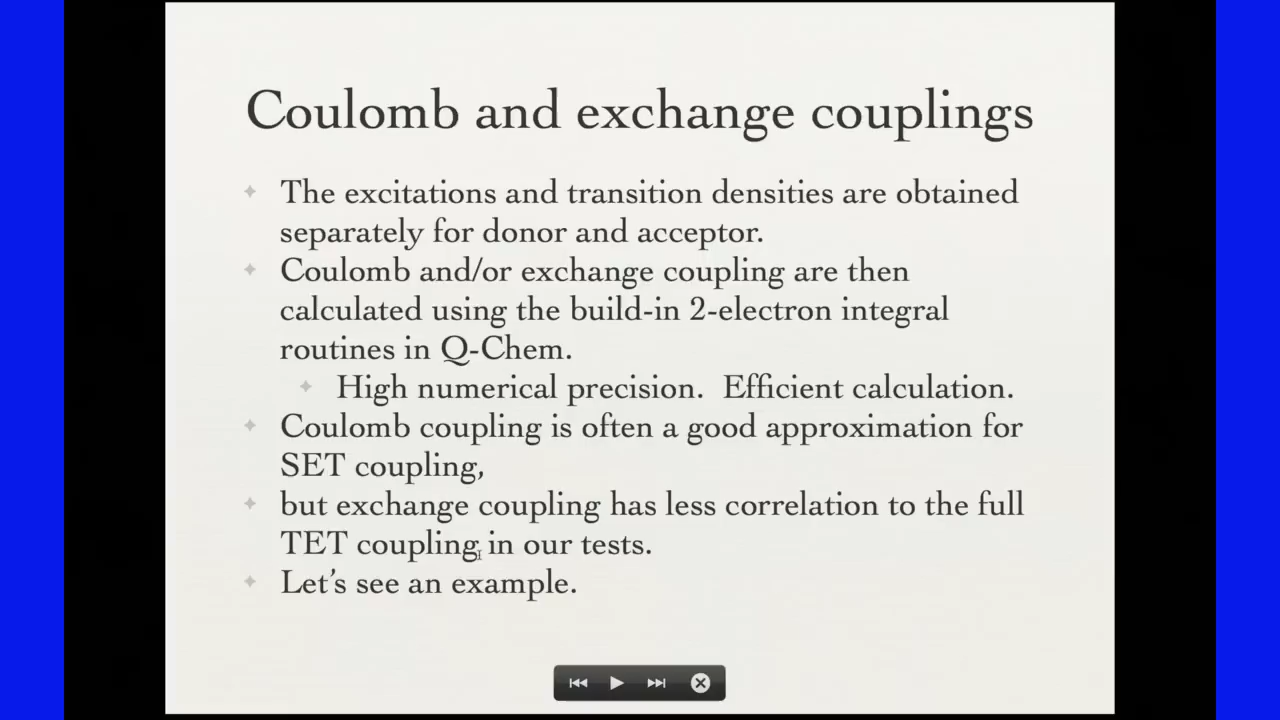 Coulomb and exchange couplings
The excitations and transition densities are obtained
separately for donor and acceptor.
Coulomb and/or exchange coupling are then
calculated using the build-in 2-electron integral
routines in Q-Chem.
High numerical precision. Efficient calculation.
Coulomb coupling is often a good approximation for
SET coupling,
but exchange coupling has less correlation to the full
TET coupling in our tests.
Let's see an example.